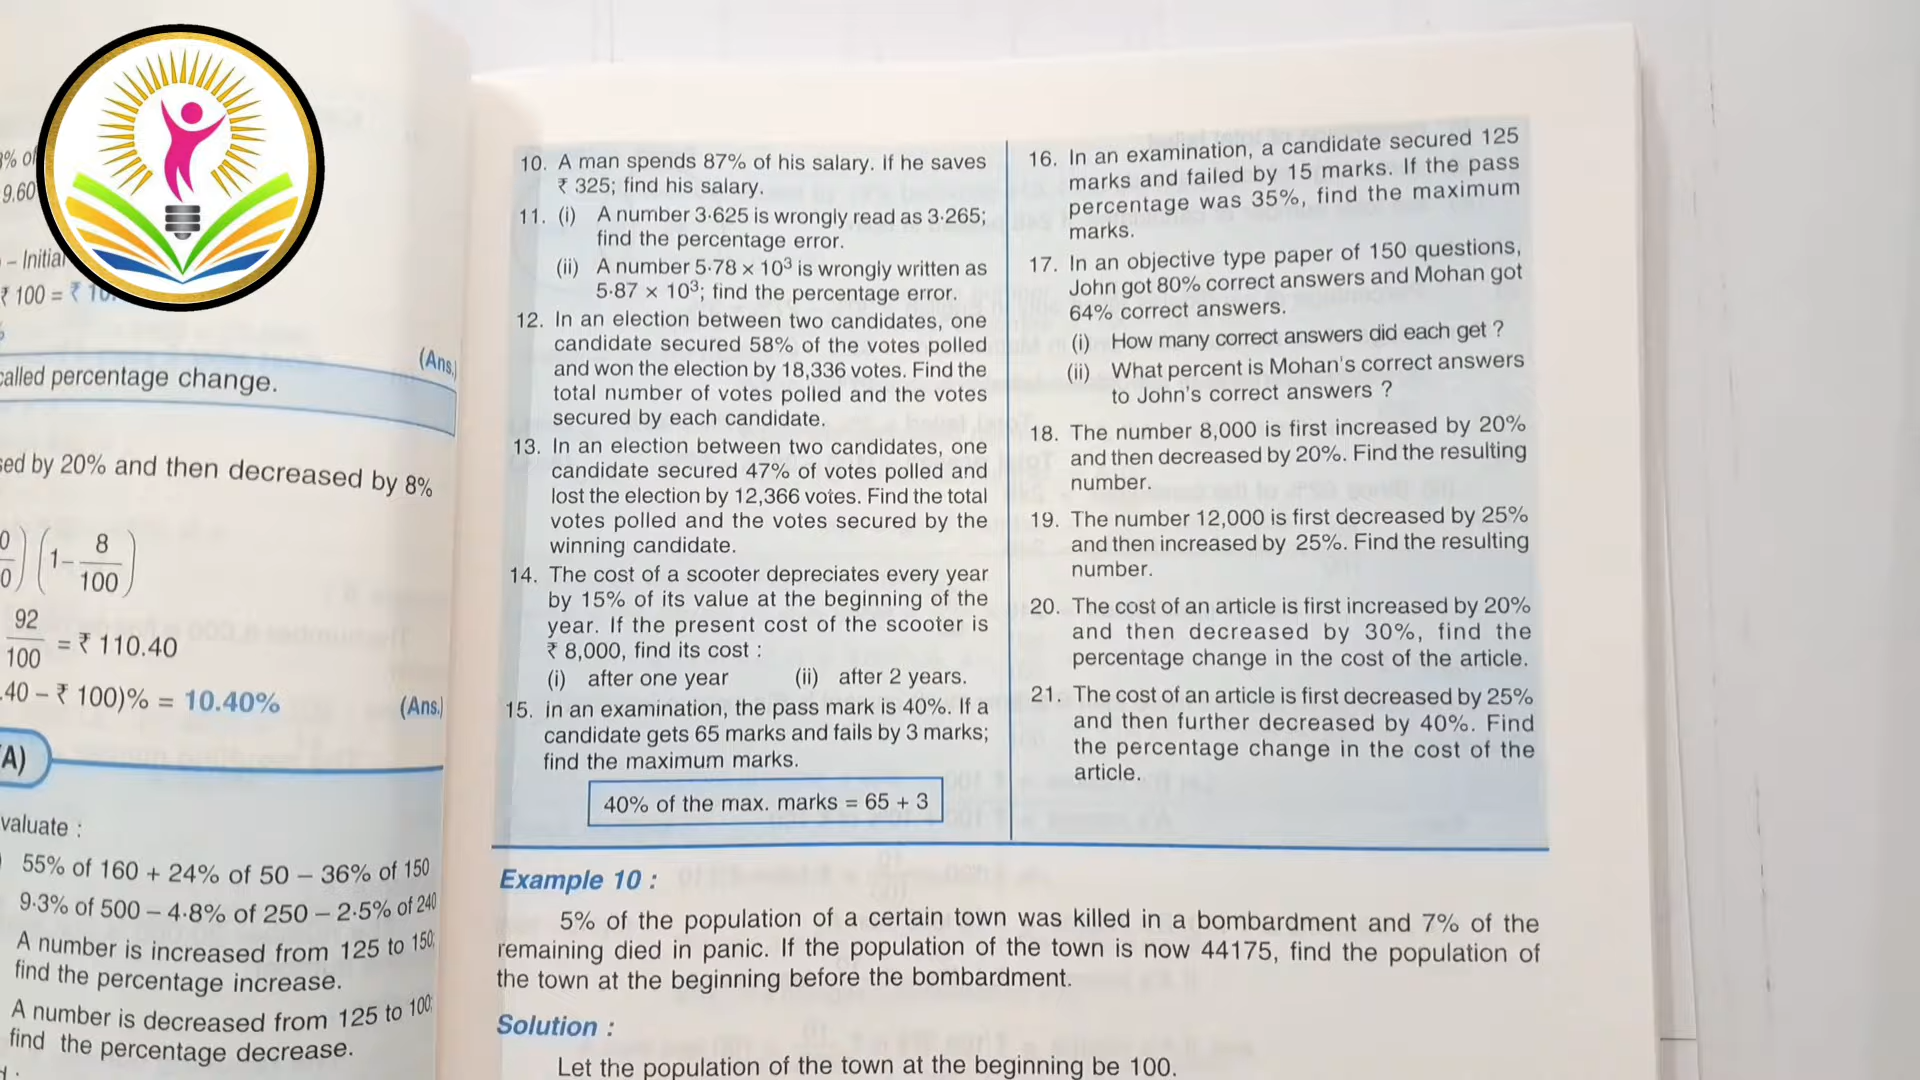 % of
9.60
– Initial
₹ 100 = ₹ 10.
(Ans.)
called percentage change.
sed by 20% and then decreased by 8%
0
0
1–
8
100
92
100
= ₹ 110.40
.40 – ₹ 100)% = 10.40%
(Ans.)
A)
valuate :
55% of 160 + 24% of 50 – 36% of 150
9·3% of 500 – 4·8% of 250 – 2·5% of 240
A number is increased from 125 to 150;
find the percentage increase.
A number is decreased from 125 to 100;
find the percentage decrease.
10. A man spends 87% of his salary. If he saves
₹ 325; find his salary.
11. (i) A number 3·625 is wrongly read as 3·265;
find the percentage error.
(ii) A number 5·78 × 10³ is wrongly written as
5·87 × 10³; find the percentage error.
12. In an election between two candidates, one
candidate secured 58% of the votes polled
and won the election by 18,336 votes. Find the
total number of votes polled and the votes
secured by each candidate.
13. In an election between two candidates, one
candidate secured 47% of votes polled and
lost the election by 12,366 votes. Find the total
votes polled and the votes secured by the
winning candidate.
14. The cost of a scooter depreciates every year
by 15% of its value at the beginning of the
year. If the present cost of the scooter is
₹ 8,000, find its cost :
(i) after one year (ii) after 2 years.
15. in an examination, the pass mark is 40%. If a
candidate gets 65 marks and fails by 3 marks;
find the maximum marks.
40% of the max. marks = 65 + 3
16. In an examination, a candidate secured 125
marks and failed by 15 marks. If the pass
percentage was 35%, find the maximum
marks.
17. In an objective type paper of 150 questions,
John got 80% correct answers and Mohan got
64% correct answers.
(i) How many correct answers did each get ?
(ii) What percent is Mohan's correct answers
to John's correct answers ?
18. The number 8,000 is first increased by 20%
and then decreased by 20%. Find the resulting
number.
19. The number 12,000 is first decreased by 25%
and then increased by 25%. Find the resulting
number.
20. The cost of an article is first increased by 20%
and then decreased by 30%, find the
percentage change in the cost of the article.
21. The cost of an article is first decreased by 25%
and then further decreased by 40%. Find
the percentage change in the cost of the
article.
Example 10 :
5% of the population of a certain town was killed in a bombardment and 7% of the
remaining died in panic. If the population of the town is now 44175, find the population of
the town at the beginning before the bombardment.
Solution :
Let the population of the town at the beginning be 100.